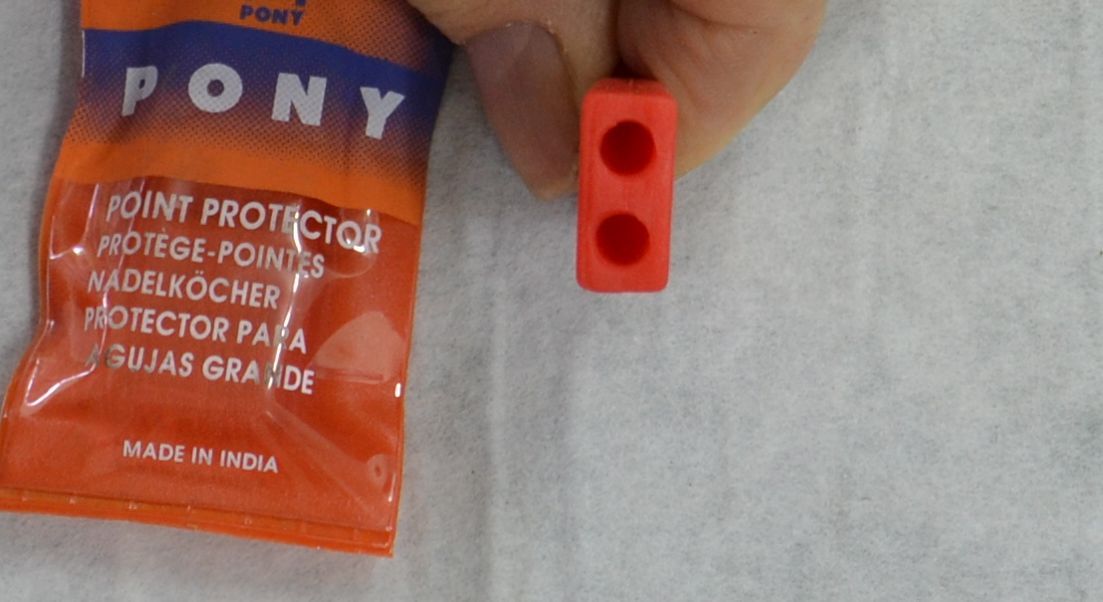 PONY
PONY
POINT PROTECTOR
PROTÈGE-POINTES
NADELKÖCHER
PROTECTOR PARA
AGUJAS GRANDE
MADE IN INDIA